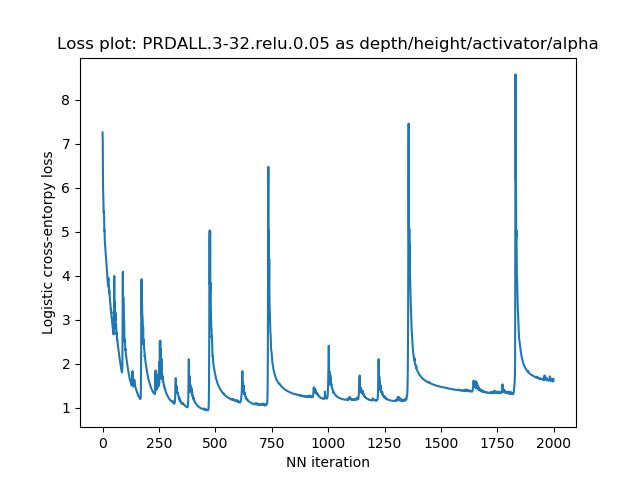 Loss plot: PRDALL.3-32.relu.0.05 as depth/height/activator/alpha
8
7
6
5
4
3
2
1
Logistic cross-entorpy loss
0 250 500 750 1000 1250 1500 1750 2000
NN iteration